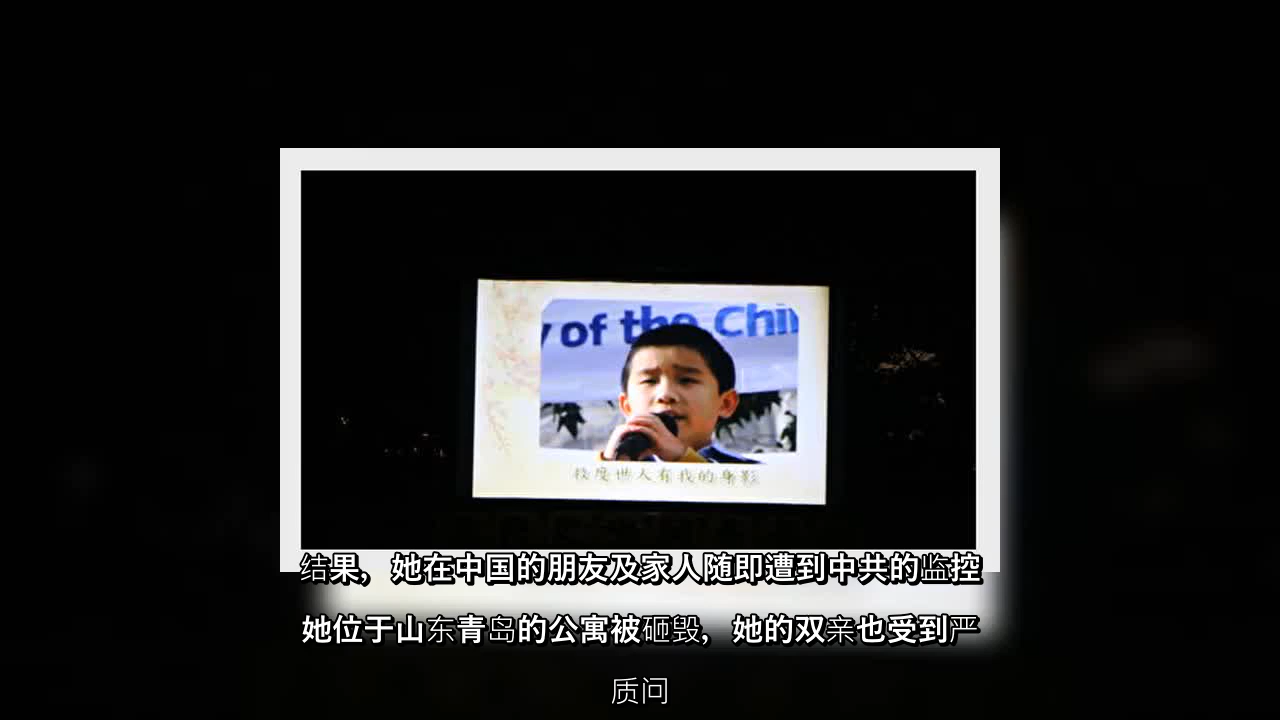 y of the Chi
救度世人有我的身影
结果，她在中国的朋友及家人随即遭到中共的监控
她位于山东青岛的公寓被砸毁，她的双亲也受到严
质问